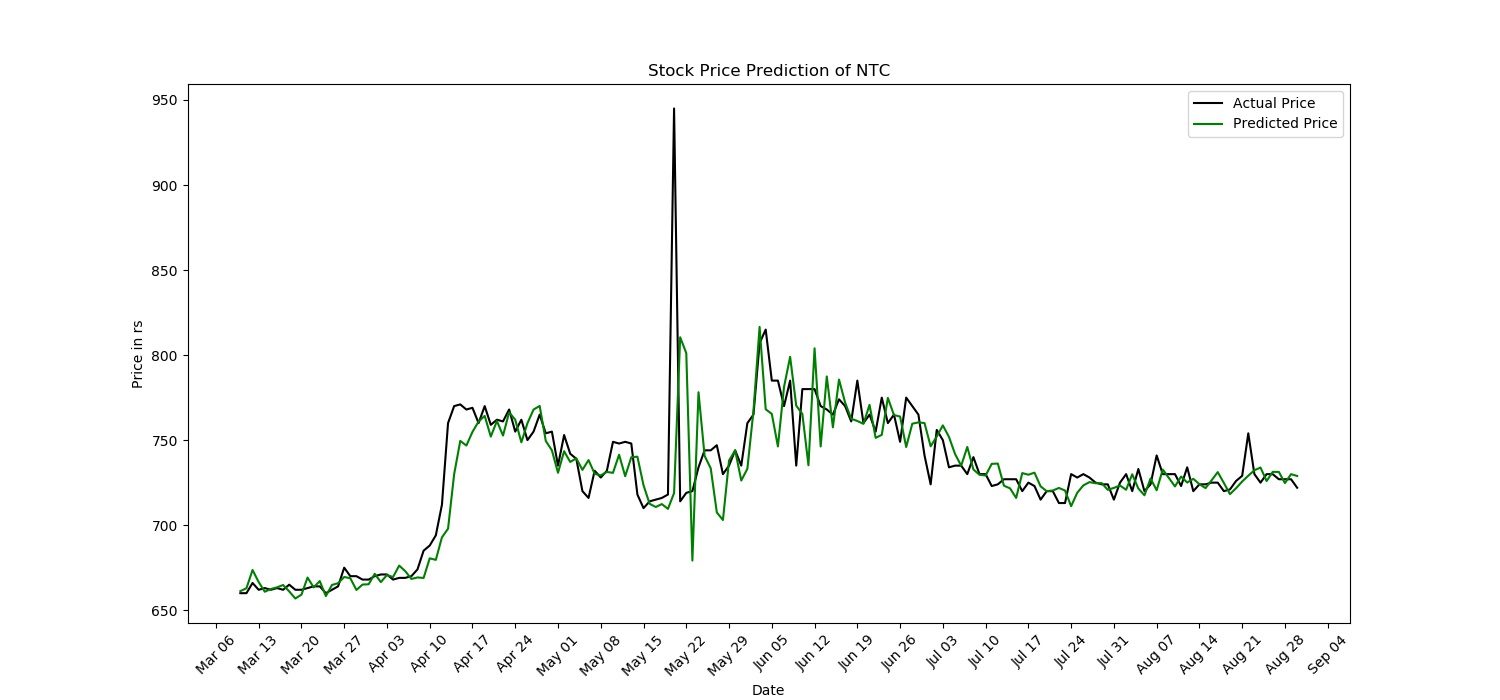 Stock Price Prediction of NTC
Actual Price
Predicted Price
Price in rs
950
900
850
800
750
700
650
Mar 06
Mar 13
Mar 20
Mar 27
Apr 03
Apr 10
Apr 17
Apr 24
May 01
May 08
May 15
May 22
May 29
Jun 05
Jun 12
Jun 19
Jun 26
Jul 03
Jul 10
Jul 17
Jul 24
Jul 31
Aug 07
Aug 14
Aug 21
Aug 28
Sep 04
Date